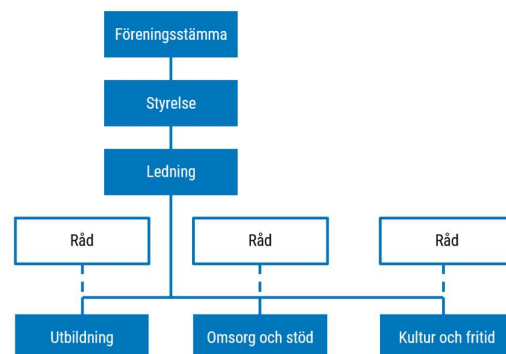 Föreningsstämma
Styrelse
Ledning
Råd
Råd
Råd
Utbildning
Omsorg och stöd
Kultur och fritid